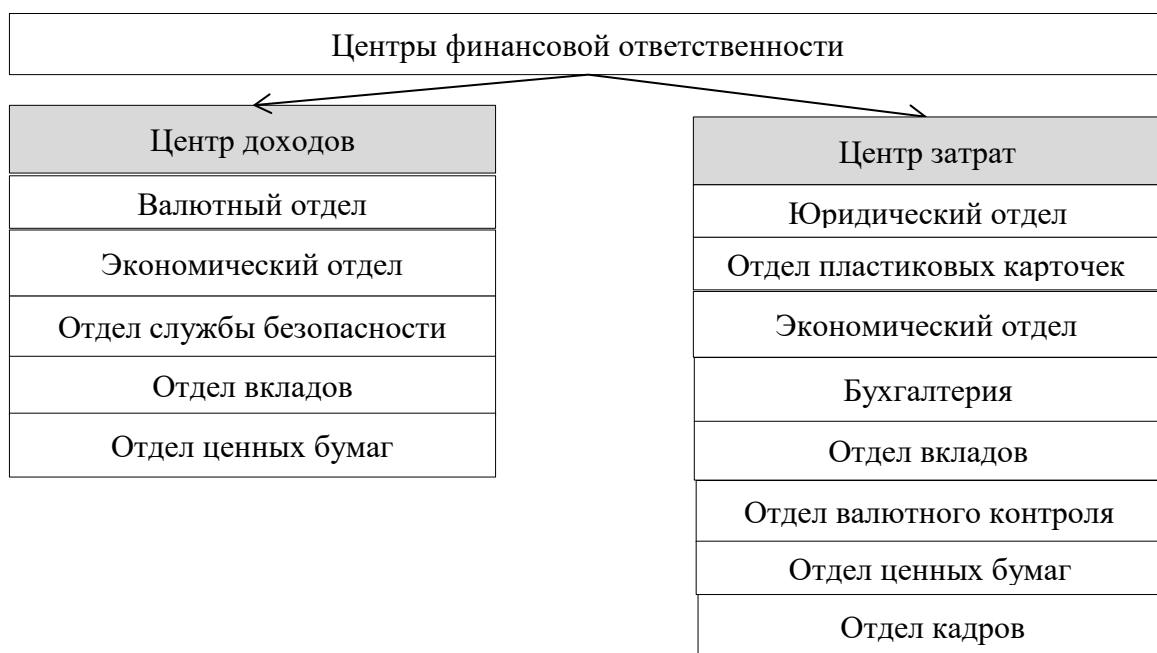 Центры финансовой ответственности
Центр доходов
Валютный отдел
Экономический отдел
Отдел службы безопасности
Отдел вкладов
Отдел ценных бумаг
Центр затрат
Юридический отдел
Отдел пластиковых карточек
Экономический отдел
Бухгалтерия
Отдел вкладов
Отдел валютного контроля
Отдел ценных бумаг
Отдел кадров